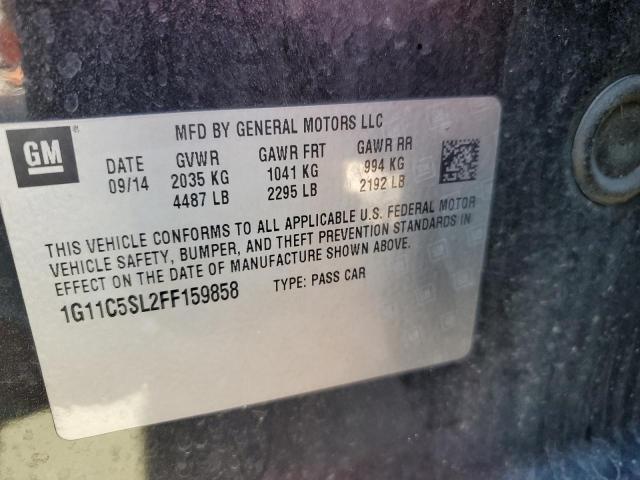 GM
MFD BY GENERAL MOTORS LLC
DATE GVWR GAWR FRT GAWR RR
09/14 2035 KG 1041 KG 994 KG
4487 LB 2295 LB 2192 LB
THIS VEHICLE CONFORMS TO ALL APPLICABLE U.S. FEDERAL MOTOR
VEHICLE SAFETY, BUMPER, AND THEFT PREVENTION STANDARDS IN
EFFECT ON THE DATE OF MANUFACTURE SHOWN ABOVE.
1G11C5SL2FF159858 TYPE: PASS CAR